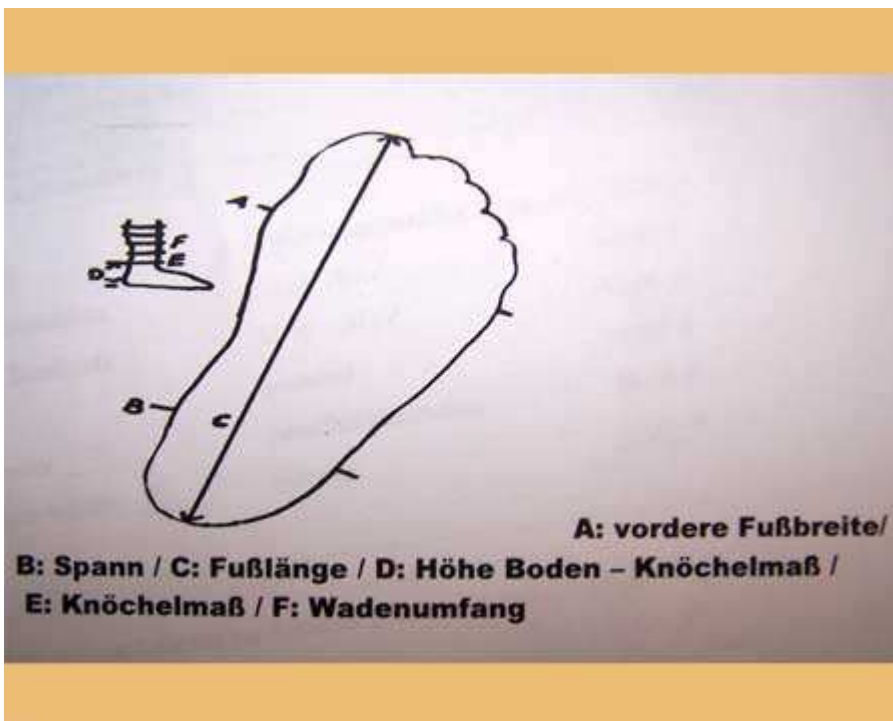 A
F
E
D
B
C
A: vordere Fußbreite/
B: Spann / C: Fußlänge / D: Höhe Boden – Knöchelmaß /
E: Knöchelmaß / F: Wadenumfang